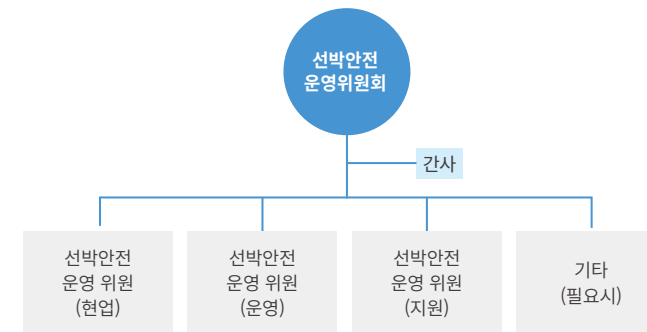 선박안전
운영위원회
간사
선박안전
운영 위원
(현업)
선박안전
운영 위원
(운영)
선박안전
운영 위원
(지원)
기타
(필요시)